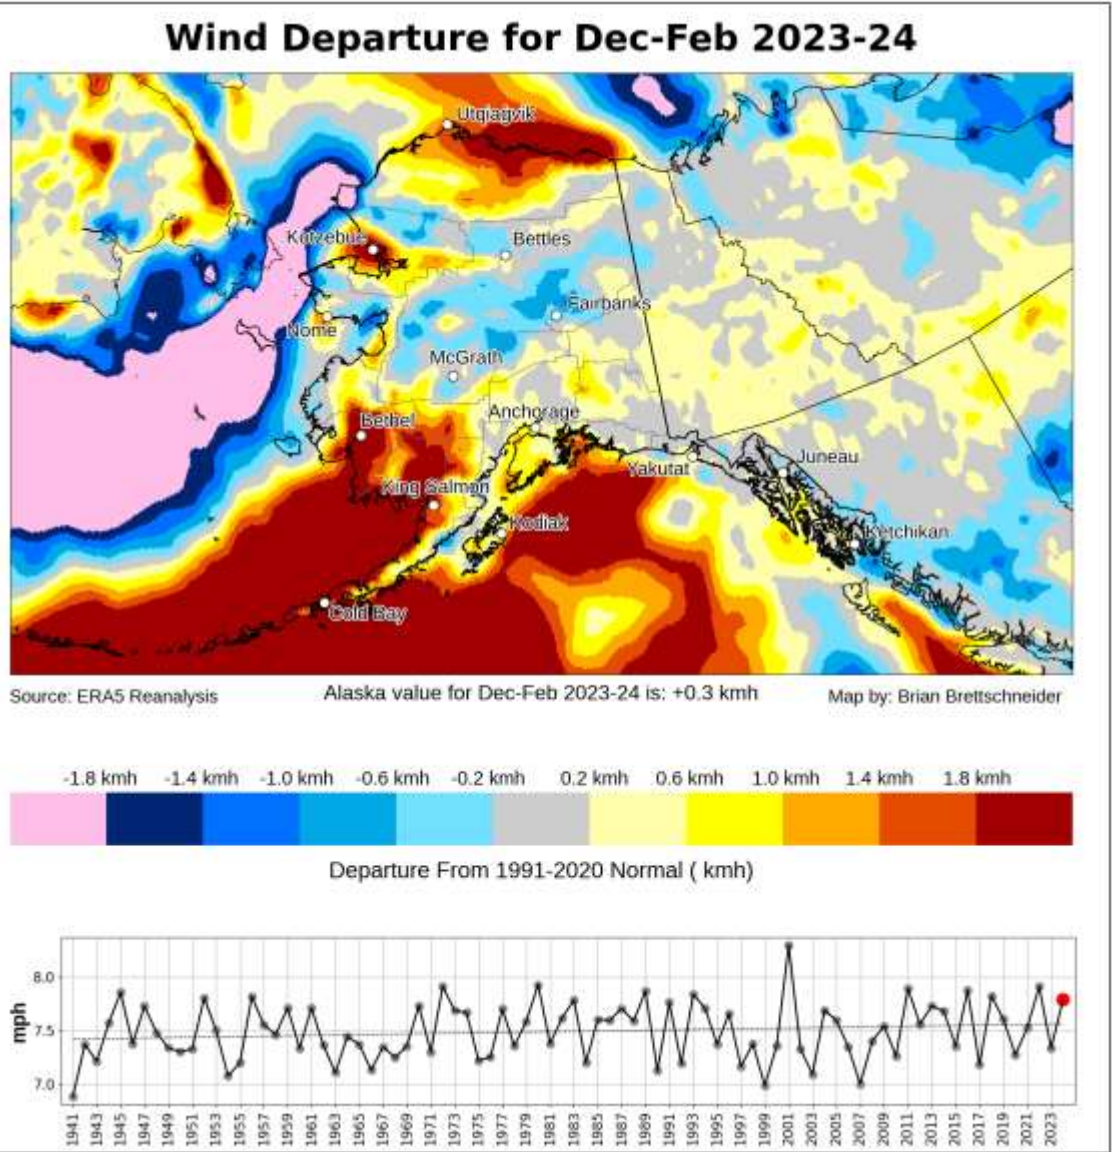 Wind Departure for Dec-Feb 2023-24
Utqiagvik
Kotzebue
Bettles
Fairbanks
Nome
McGrath
Anchorage
Bethel
Juneau
Yakutat
King Salmon
Kodiak
Ketchikan
Cold Bay
Source: ERA5 Reanalysis Alaska value for Dec-Feb 2023-24 is: +0.3 kmh Map by: Brian Brettschneider
-1.8 kmh -1.4 kmh -1.0 kmh -0.6 kmh -0.2 kmh 0.2 kmh 0.6 kmh 1.0 kmh 1.4 kmh 1.8 kmh
Departure From 1991-2020 Normal ( kmh)
mph
8.0
7.5
7.0
1941 1943 1945 1947 1949 1951 1953 1955 1957 1959 1961 1963 1965 1967 1969 1971 1973 1975 1977 1979 1981 1983 1985 1987 1989 1991 1993 1995 1997 1999 2001 2003 2005 2007 2009 2011 2013 2015 2017 2019 2021 2023